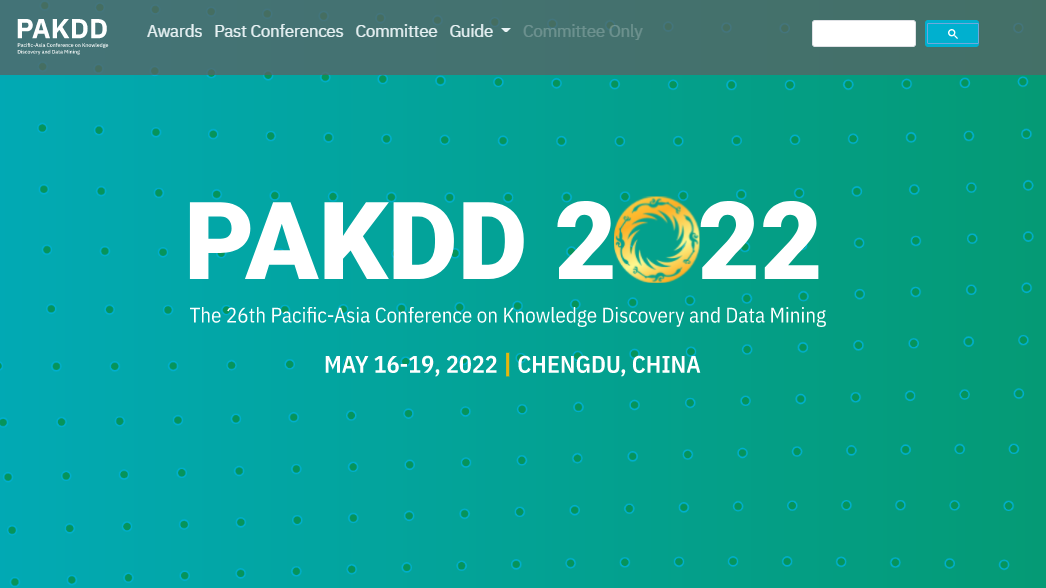 PAKDD
Pacific-Asia Conference on Knowledge
Discovery and Data Mining
Awards Past Conferences Committee Guide Committee Only
PAKDD 2022
The 26th Pacific-Asia Conference on Knowledge Discovery and Data Mining
MAY 16-19, 2022 | CHENGDU, CHINA